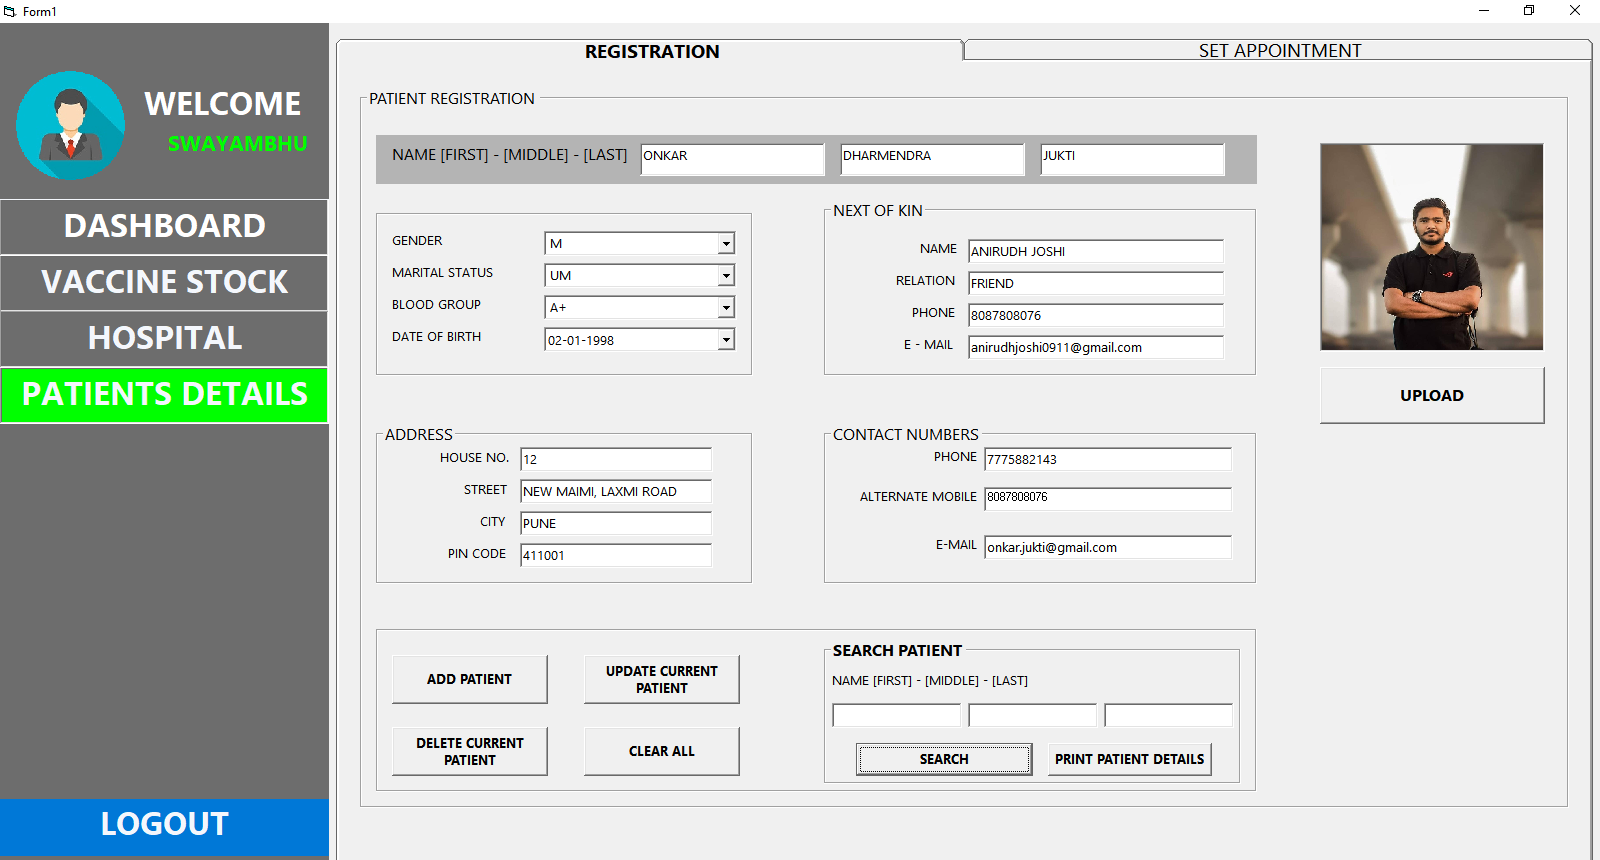 Form1
WELCOME
SWAYAMBHU
DASHBOARD
VACCINE STOCK
HOSPITAL
PATIENTS DETAILS
LOGOUT
REGISTRATION
SET APPOINTMENT
PATIENT REGISTRATION
NAME [FIRST] - [MIDDLE] - [LAST] ONKAR DHARMENDRA JUKTI
GENDER M
MARITAL STATUS UM
BLOOD GROUP A+
DATE OF BIRTH 02-01-1998
NEXT OF KIN
NAME ANIRUDH JOSHI
RELATION FRIEND
PHONE 8087808076
E - MAIL anirudhjoshi0911@gmail.com
UPLOAD
ADDRESS
HOUSE NO. 12
STREET NEW MAIMI, LAXMI ROAD
CITY PUNE
PIN CODE 411001
CONTACT NUMBERS
PHONE 7775882143
ALTERNATE MOBILE 8087808076
E-MAIL onkar.jukti@gmail.com
ADD PATIENT
UPDATE CURRENT
PATIENT
DELETE CURRENT
PATIENT
CLEAR ALL
SEARCH PATIENT
NAME [FIRST] - [MIDDLE] - [LAST]
SEARCH
PRINT PATIENT DETAILS